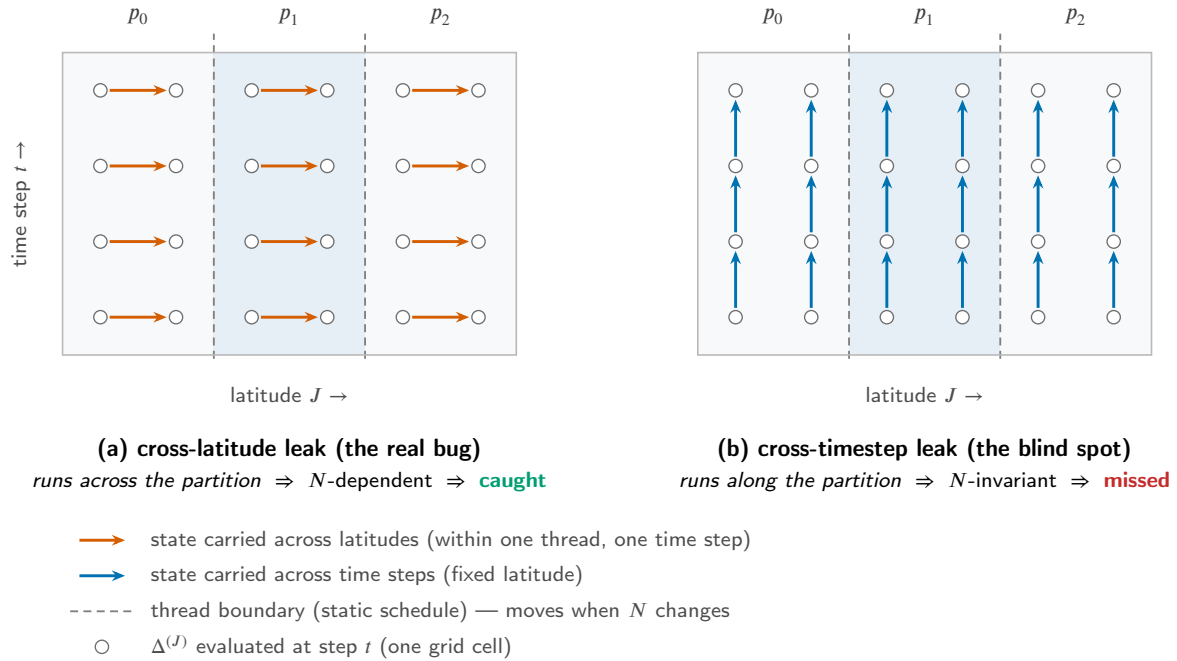 p₀ p₁ p₂
p₀ p₁ p₂
time step t →
latitude J →
latitude J →
(a) cross-latitude leak (the real bug)
runs across the partition ⇒ N-dependent ⇒ caught
(b) cross-timestep leak (the blind spot)
runs along the partition ⇒ N-invariant ⇒ missed
state carried across latitudes (within one thread, one time step)
state carried across time steps (fixed latitude)
thread boundary (static schedule) — moves when N changes
Δ⁽ᴶ⁾ evaluated at step t (one grid cell)